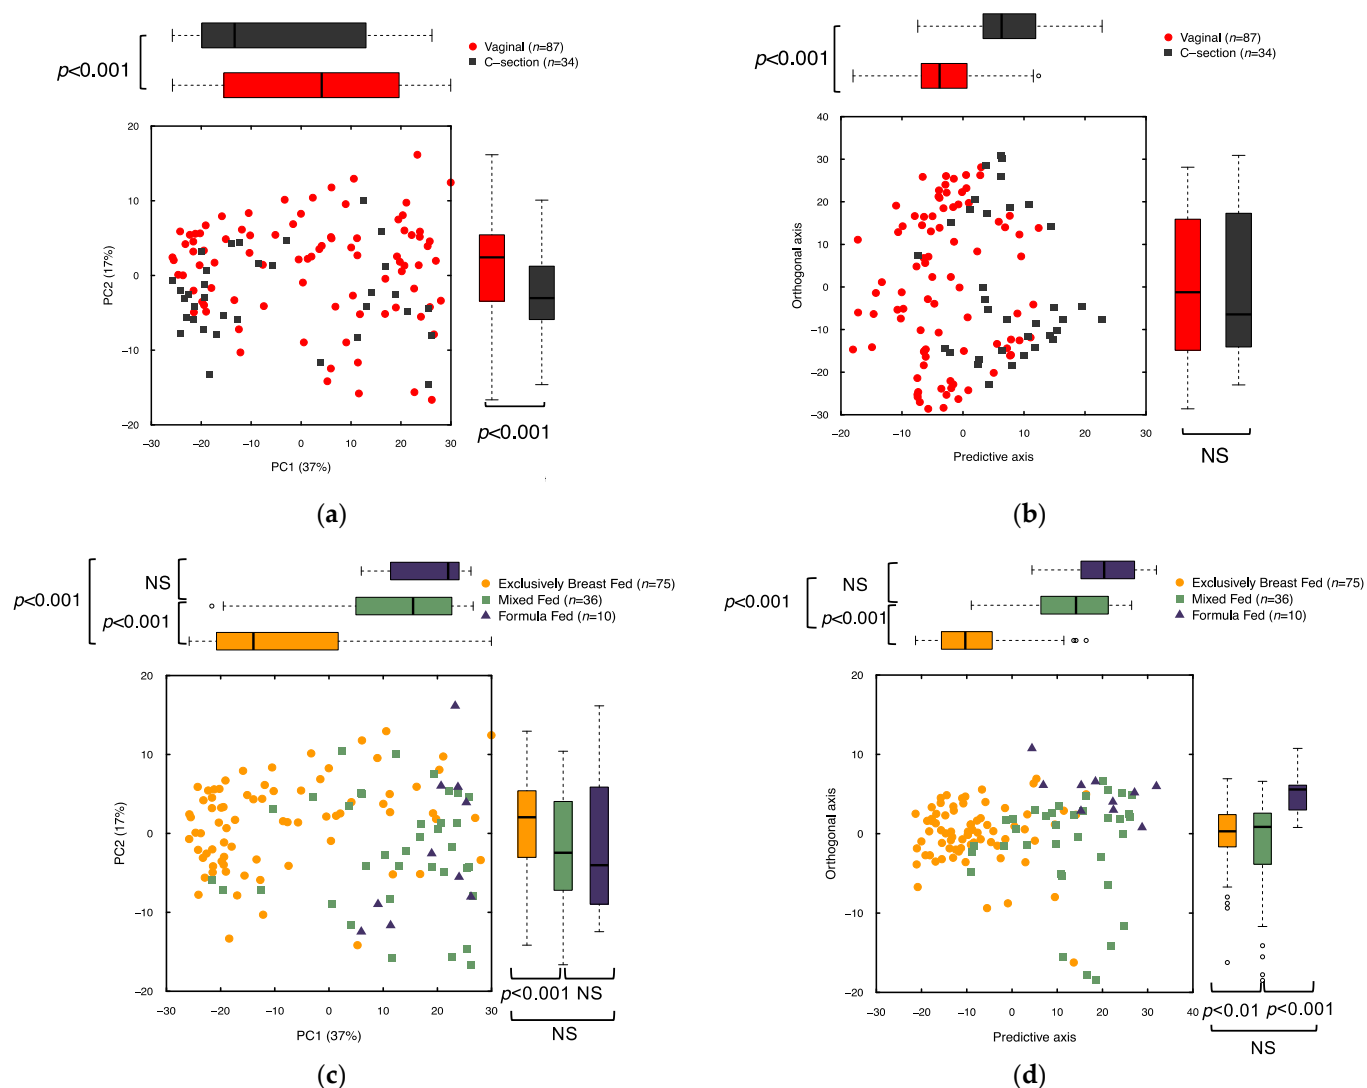 p<0.001
Vaginal (n=87)
C−section (n=34)
20
10
0
−10
−20
PC2 (17%)
−30
−20
−10
0
10
20
30
PC1 (37%)
p<0.001
(a)
p<0.001
Vaginal (n=87)
C−section (n=34)
40
30
20
10
0
−10
−20
−30
Orthogonal axis
−20
−10
0
10
20
30
Predictive axis
NS
(b)
p<0.001
NS
p<0.001
Exclusively Breast Fed (n=75)
Mixed Fed (n=36)
Formula Fed (n=10)
20
10
0
−10
−20
PC2 (17%)
−30
−20
−10
0
10
20
30
PC1 (37%)
p<0.001
NS
NS
(c)
p<0.001
NS
p<0.001
Exclusively Breast Fed (n=75)
Mixed Fed (n=36)
Formula Fed (n=10)
20
10
0
−10
−20
Orthogonal axis
−30
−20
−10
0
10
20
30
40
Predictive axis
p<0.01
p<0.001
NS
(d)